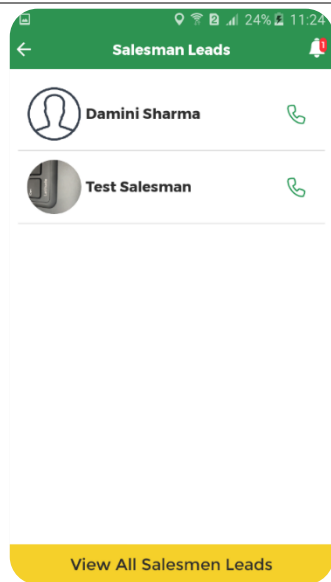 24% 11:24
Salesman Leads
1
Damini Sharma
Test Salesman
View All Salesmen Leads